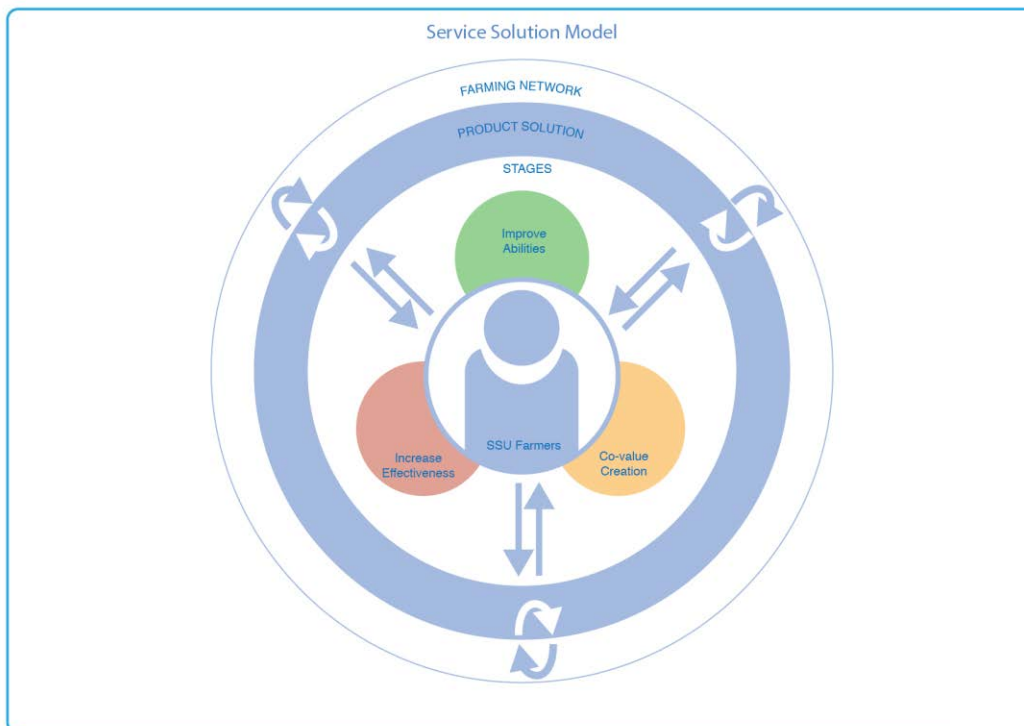 Service Solution Model
FARMING NETWORK
PRODUCT SOLUTION
STAGES
Improve
Abilities
SSU Farmers
Increase
Effectiveness
Co-value
Creation